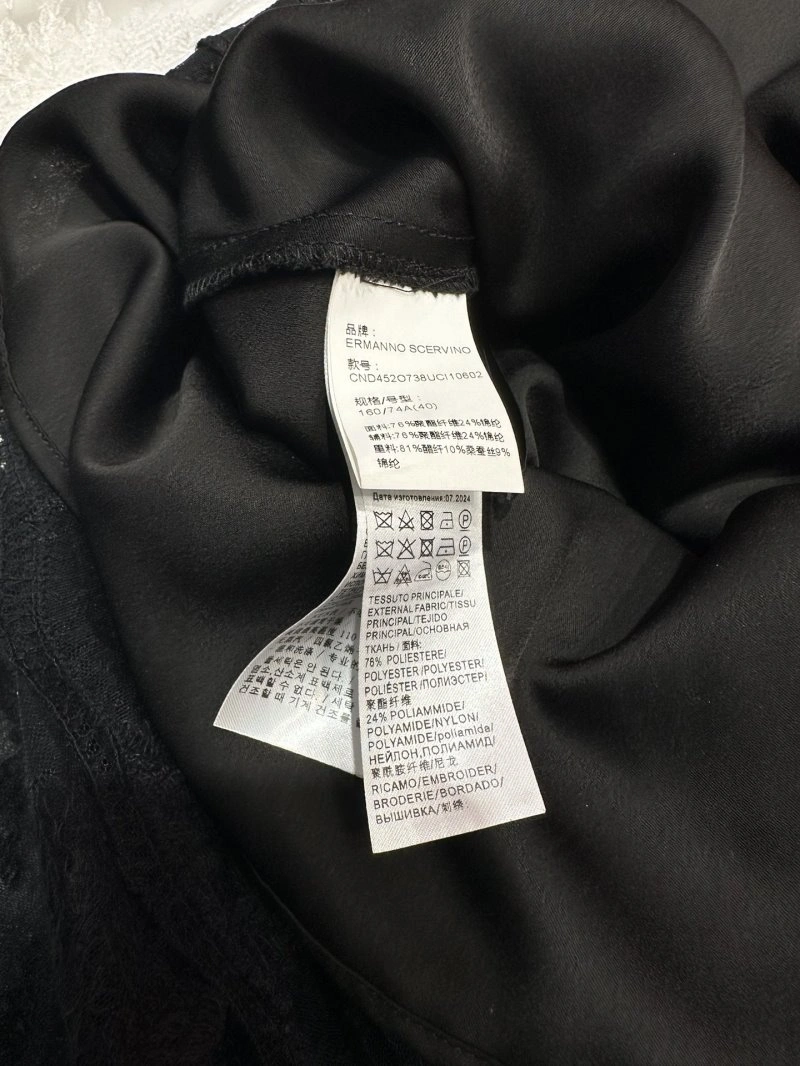 品牌：
ERMANNO SCERVINO
款号：
CND452O738UCI10602
规格/号型：
160/74A(40)
面料:76%聚酯纤维24%锦纶
辅料:76%聚酯纤维24%锦纶
里料:81%醋纤10%桑蚕丝9%
锦纶
Дата изготовления:07.2024
TESSUTO PRINCIPALE/
EXTERNAL FABRIC/TISSU
PRINCIPAL/TEJIDO
PRINCIPAL/ОСНОВНАЯ
ТКАНЬ/面料:
76% POLIESTERE/
POLYESTER/POLYESTER/
POLIÉSTER/ПОЛИЭСТЕР/
聚酯纤维
24% POLIAMMIDE/
POLYAMIDE/NYLON/
POLYAMIDE/poliamida/
НЕЙЛОН,ПОЛИАМИД/
聚酰胺纤维/尼龙
RICAMO/EMBROIDER/
BRODERIE/BORDADO/
ВЫШИВКА/刺绣: